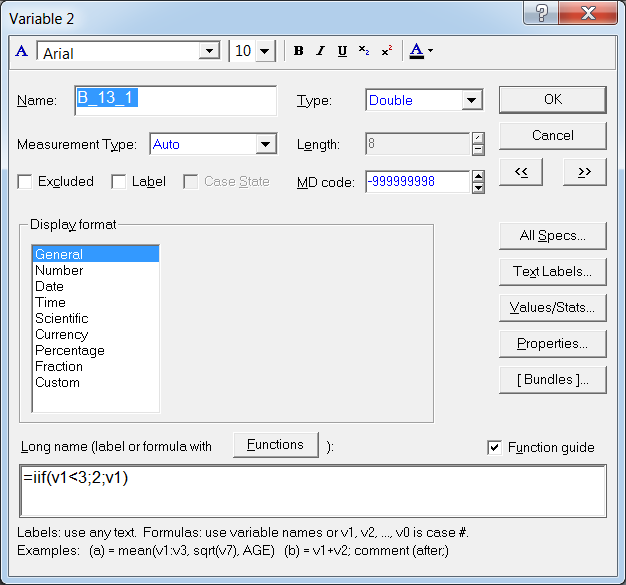 Variable 2
A Arial 10 B I U x₂ x² A
Name: B_13_1 Type: Double OK
Measurement Type: Auto Length: 8 Cancel
Excluded Label Case State MD code: -999999998 << >>
Display format
General
Number
Date
Time
Scientific
Currency
Percentage
Fraction
Custom
All Specs...
Text Labels...
Values/Stats...
Properties...
[ Bundles ]...
Long name (label or formula with Functions ): Function guide
=iif(v1<3;2;v1)
Labels: use any text. Formulas: use variable names or v1, v2, ..., v0 is case #.
Examples: (a) = mean(v1:v3, sqrt(v7), AGE) (b) = v1+v2; comment (after;)